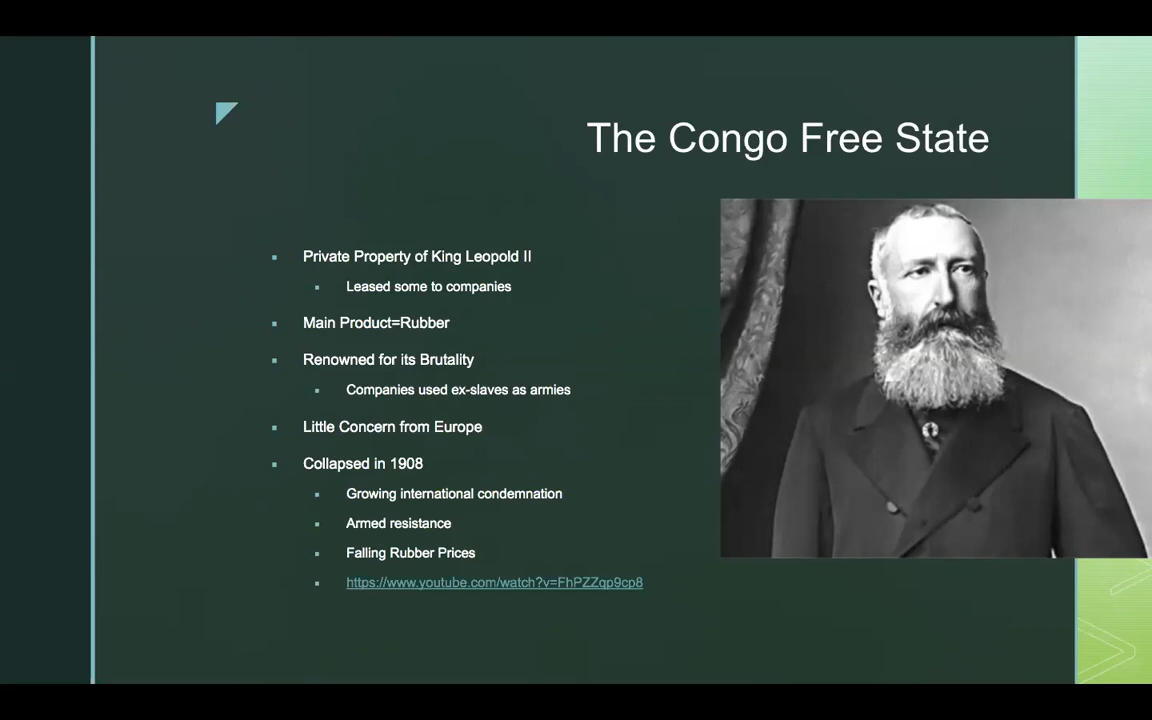 The Congo Free State
Private Property of King Leopold II
Leased some to companies
Main Product=Rubber
Renowned for its Brutality
Companies used ex-slaves as armies
Little Concern from Europe
Collapsed in 1908
Growing international condemnation
Armed resistance
Falling Rubber Prices
https://www.youtube.com/watch?v=FhPZZqp9cp8